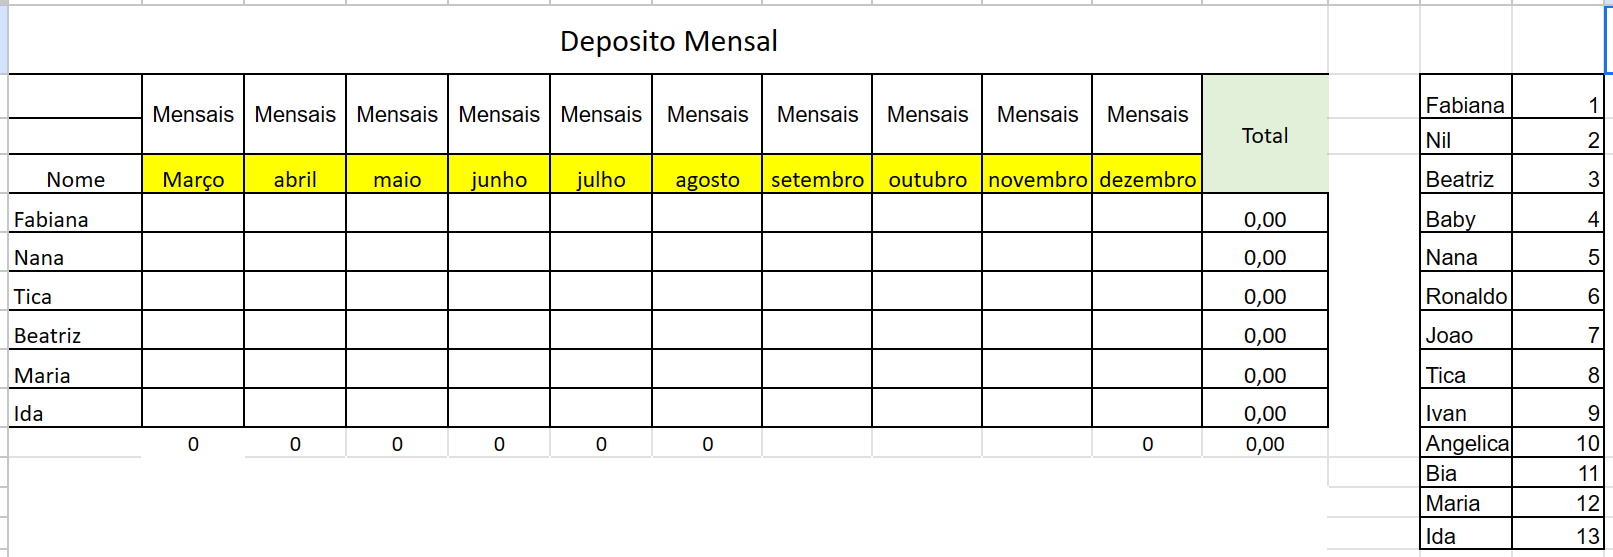 Deposito Mensal
Mensais Mensais Mensais Mensais Mensais Mensais Mensais Mensais Mensais Mensais Total
Nome Março abril maio junho julho agosto setembro outubro novembro dezembro
Fabiana 0,00
Nana 0,00
Tica 0,00
Beatriz 0,00
Maria 0,00
Ida 0,00
0 0 0 0 0 0 0 0,00
Fabiana 1
Nil 2
Beatriz 3
Baby 4
Nana 5
Ronaldo 6
Joao 7
Tica 8
Ivan 9
Angelica 10
Bia 11
Maria 12
Ida 13